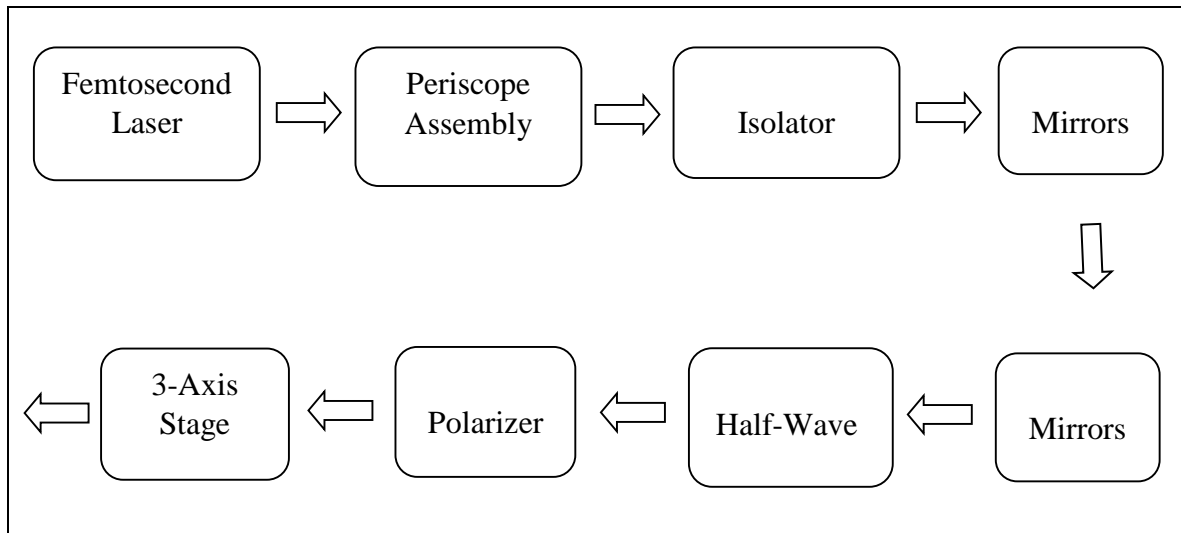 Femtosecond
Laser
Periscope
Assembly
Isolator
Mirrors
3-Axis
Stage
Polarizer
Half-Wave
Mirrors